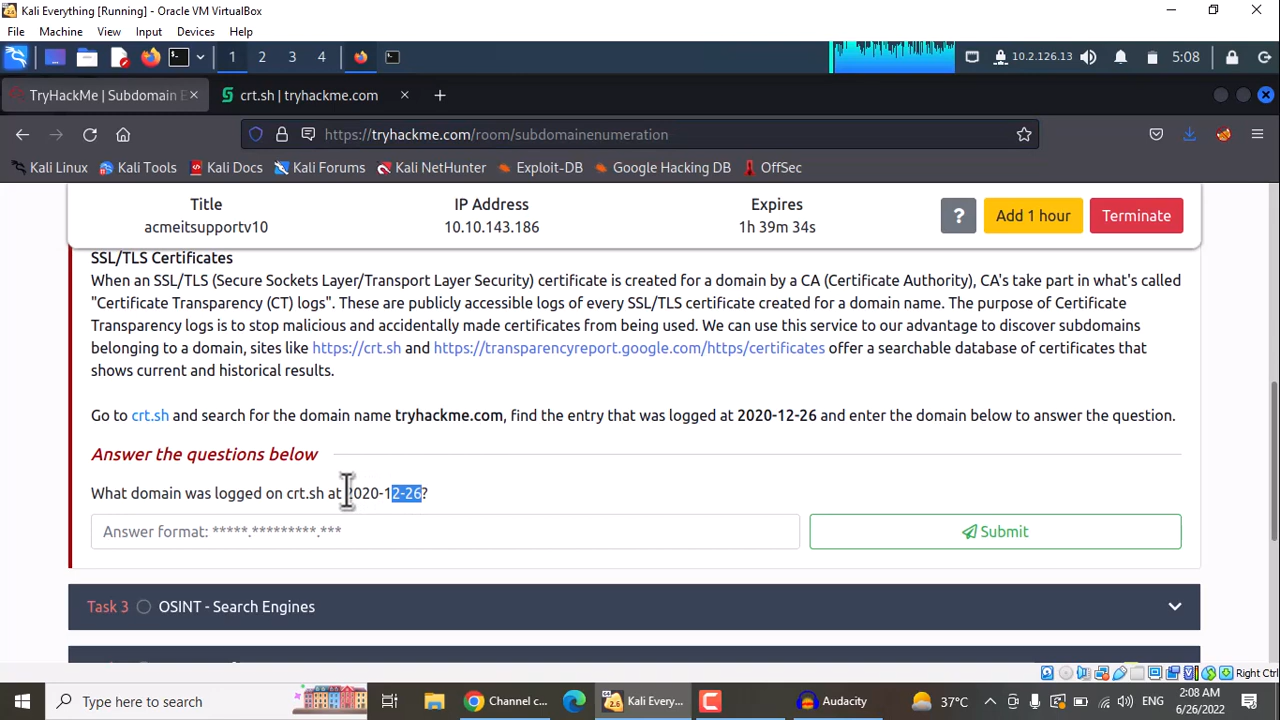 Kali Everything [Running] - Oracle VM VirtualBox
File Machine View Input Devices Help
1 2 3 4 10.2.126.13 5:08
TryHackMe | Subdomain E crt.sh | tryhackme.com
https://tryhackme.com/room/subdomainenumeration
Kali Linux Kali Tools Kali Docs Kali Forums Kali NetHunter Exploit-DB Google Hacking DB OffSec
Title IP Address Expires
acmeitsupportv10 10.10.143.186 1h 39m 34s
? Add 1 hour Terminate
SSL/TLS Certificates
When an SSL/TLS (Secure Sockets Layer/Transport Layer Security) certificate is created for a domain by a CA (Certificate Authority), CA's take part in what's called
"Certificate Transparency (CT) logs". These are publicly accessible logs of every SSL/TLS certificate created for a domain name. The purpose of Certificate
Transparency logs is to stop malicious and accidentally made certificates from being used. We can use this service to our advantage to discover subdomains
belonging to a domain, sites like https://crt.sh and https://transparencyreport.google.com/https/certificates offer a searchable database of certificates that
shows current and historical results.
Go to crt.sh and search for the domain name tryhackme.com, find the entry that was logged at 2020-12-26 and enter the domain below to answer the question.
Answer the questions below
What domain was logged on crt.sh at 2020-12-26?
Answer format: *****.*********.*** Submit
Task 3 OSINT - Search Engines
Right Ctrl
Type here to search Channel c... Kali Every... Audacity 37°C ENG 2:08 AM
6/26/2022